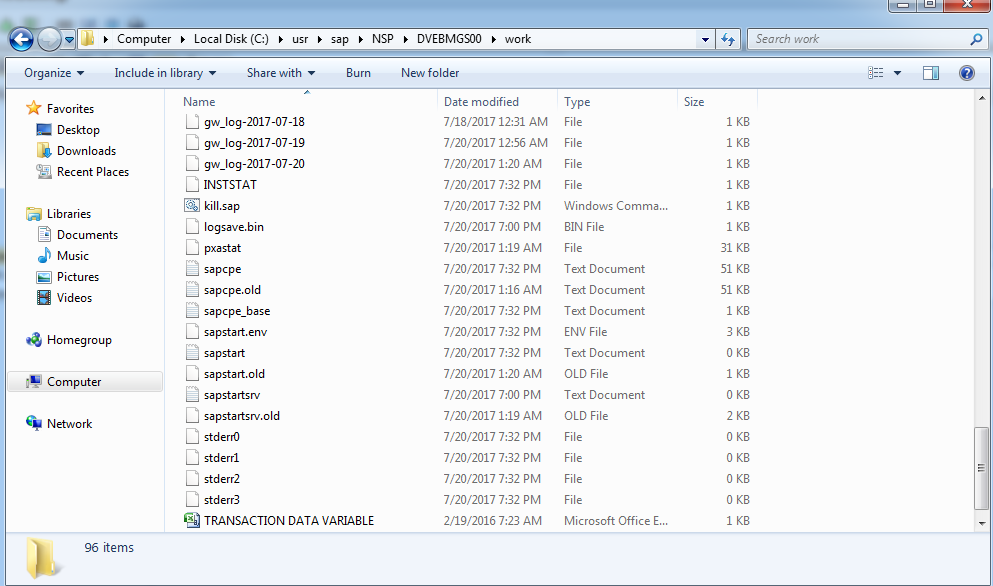 Computer Local Disk (C:) usr sap NSP DVEBMGS00 work Search work
Organize Include in library Share with Burn New folder
Favorites
Desktop
Downloads
Recent Places
Libraries
Documents
Music
Pictures
Videos
Homegroup
Computer
Network
Name Date modified Type Size
gw_log-2017-07-18 7/18/2017 12:31 AM File 1 KB
gw_log-2017-07-19 7/20/2017 12:56 AM File 1 KB
gw_log-2017-07-20 7/20/2017 1:20 AM File 1 KB
INSTSTAT 7/20/2017 7:32 PM File 1 KB
kill.sap 7/20/2017 7:32 PM Windows Comma... 1 KB
logsave.bin 7/20/2017 7:00 PM BIN File 1 KB
pxastat 7/20/2017 1:19 AM File 31 KB
sapcpe 7/20/2017 7:32 PM Text Document 51 KB
sapcpe.old 7/20/2017 1:16 AM Text Document 51 KB
sapcpe_base 7/20/2017 7:32 PM Text Document 1 KB
sapstart.env 7/20/2017 7:32 PM ENV File 3 KB
sapstart 7/20/2017 7:32 PM Text Document 0 KB
sapstart.old 7/20/2017 1:20 AM OLD File 1 KB
sapstartsrv 7/20/2017 7:00 PM Text Document 0 KB
sapstartsrv.old 7/20/2017 1:19 AM OLD File 2 KB
stderr0 7/20/2017 7:32 PM File 0 KB
stderr1 7/20/2017 7:32 PM File 0 KB
stderr2 7/20/2017 7:32 PM File 0 KB
stderr3 7/20/2017 7:32 PM File 0 KB
TRANSACTION DATA VARIABLE 2/19/2016 7:23 AM Microsoft Office E... 1 KB
96 items